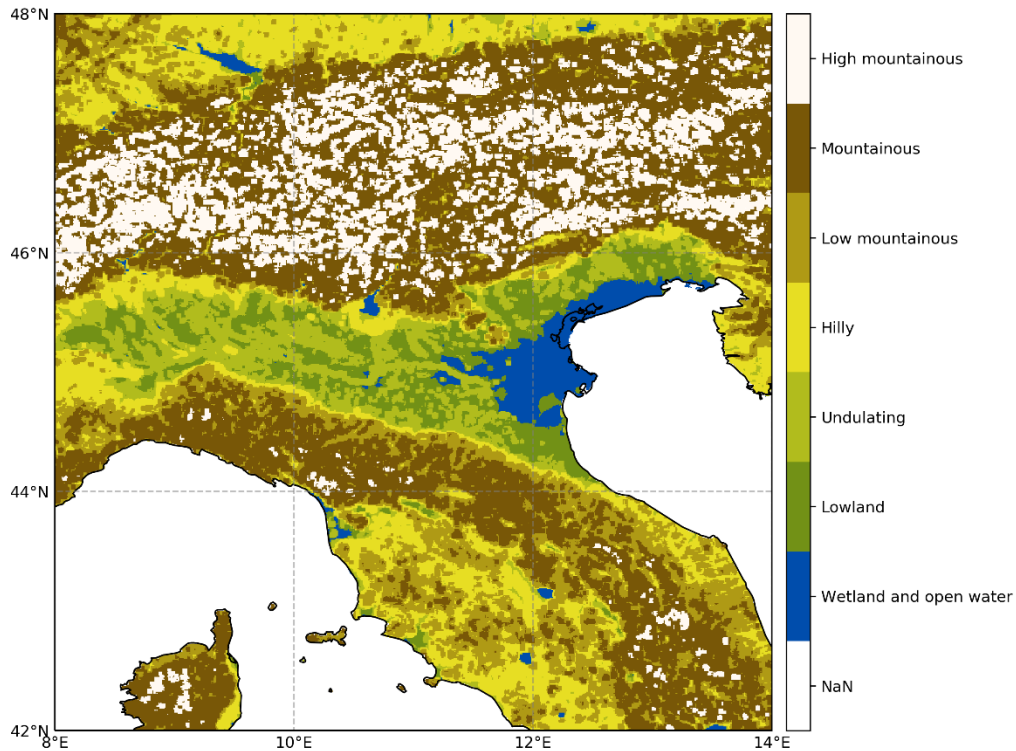 48°N
46°N
44°N
42°N
8°E
10°E
12°E
14°E
High mountainous
Mountainous
Low mountainous
Hilly
Undulating
Lowland
Wetland and open water
NaN